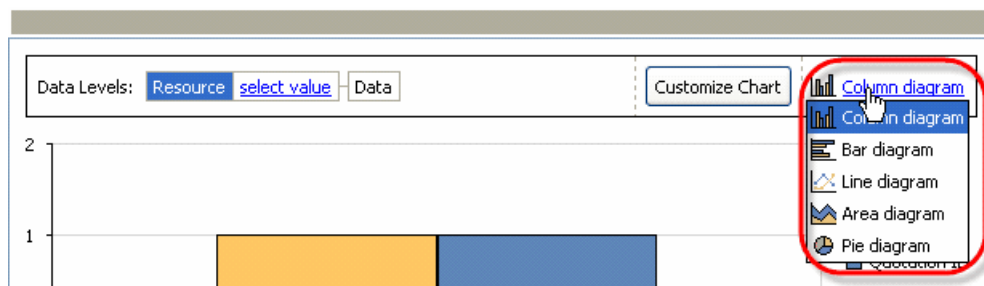 Data Levels: Resource select value Data Customize Chart Column diagram
Column diagram
Bar diagram
Line diagram
Area diagram
Pie diagram
2
1